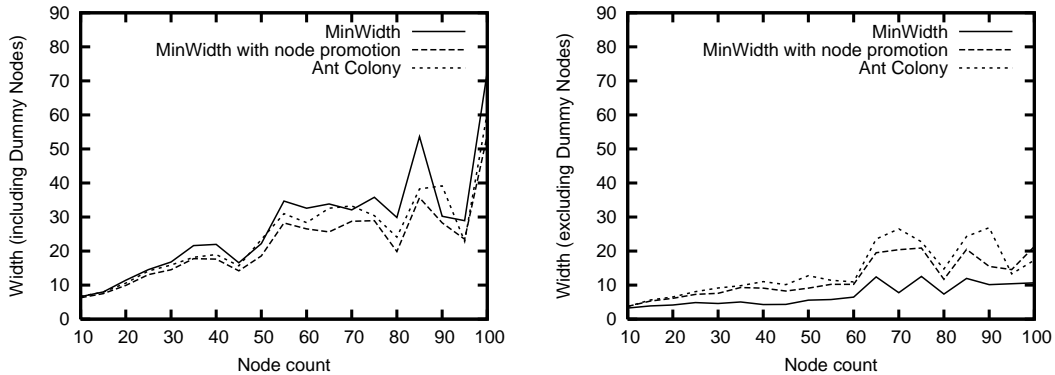 Width (including Dummy Nodes)
90
80
70
60
50
40
30
20
10
0
MinWidth
MinWidth with node promotion
Ant Colony
10 20 30 40 50 60 70 80 90 100
Node count
Width (excluding Dummy Nodes)
90
80
70
60
50
40
30
20
10
0
MinWidth
MinWidth with node promotion
Ant Colony
10 20 30 40 50 60 70 80 90 100
Node count